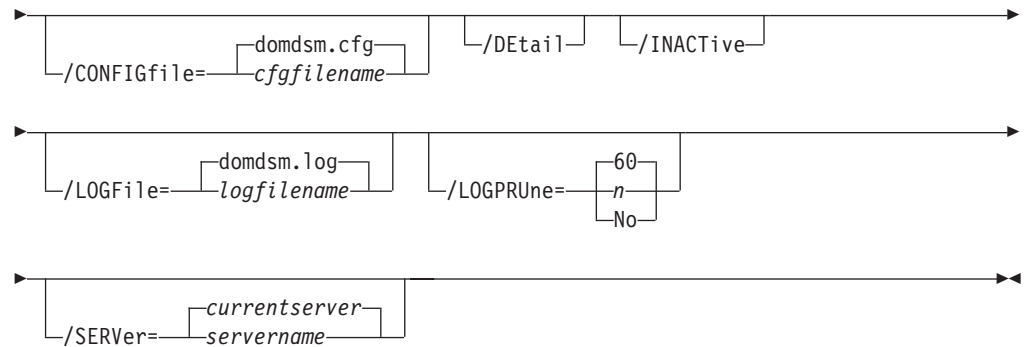 domdsm.cfg /DEtail /INACTive
/CONFIGfile= cfgfilename
domdsm.log 60
/LOGFile= logfilename /LOGPRUne= n
No
currentserver
/SERVer= servername